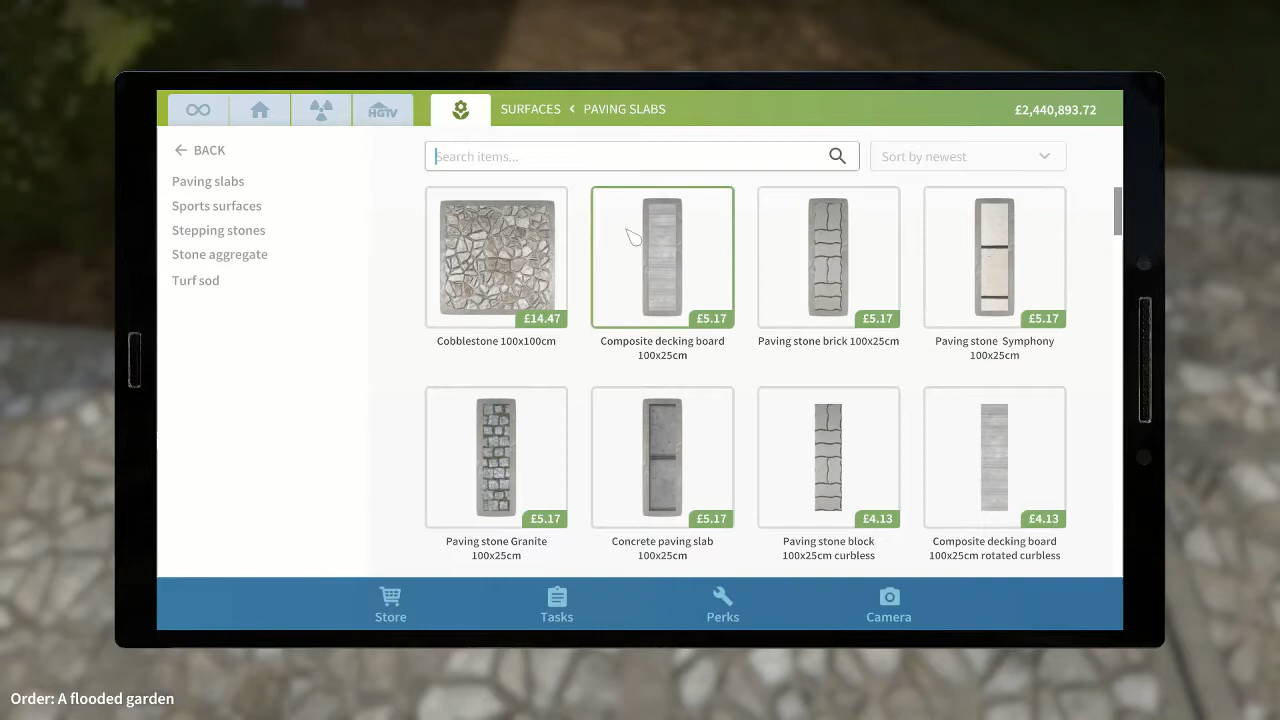 HGTV
SURFACES < PAVING SLABS
£2,440,893.72
BACK
Search items...
Sort by newest
Paving slabs
Sports surfaces
Stepping stones
Stone aggregate
Turf sod
£14.47
£5.17
£5.17
£5.17
Cobblestone 100x100cm
Composite decking board
100x25cm
Paving stone brick 100x25cm
Paving stone Symphony
100x25cm
£5.17
£5.17
£4.13
£4.13
Paving stone Granite
100x25cm
Concrete paving slab
100x25cm
Paving stone block
100x25cm curbless
Composite decking board
100x25cm rotated curbless
Store
Tasks
Perks
Camera
Order: A flooded garden